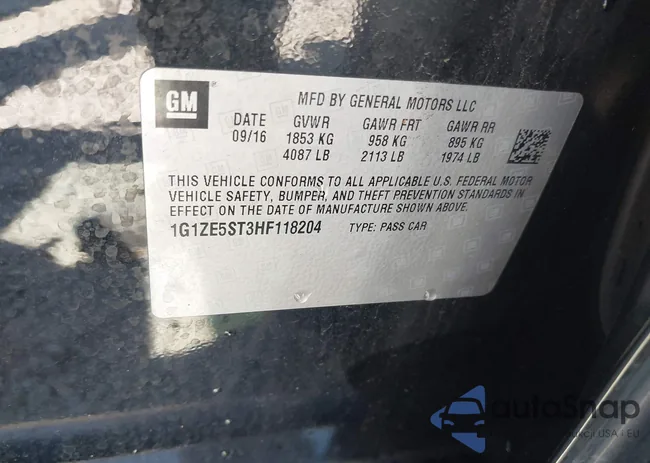 GM
MFD BY GENERAL MOTORS LLC
DATE GVWR GAWR FRT GAWR RR
09/16 1853 KG 958 KG 895 KG
4087 LB 2113 LB 1974 LB
THIS VEHICLE CONFORMS TO ALL APPLICABLE U.S. FEDERAL MOTOR
VEHICLE SAFETY, BUMPER, AND THEFT PREVENTION STANDARDS IN
EFFECT ON THE DATE OF MANUFACTURE SHOWN ABOVE.
1G1ZE5ST3HF118204 TYPE: PASS CAR
autoSnap
USA - EU